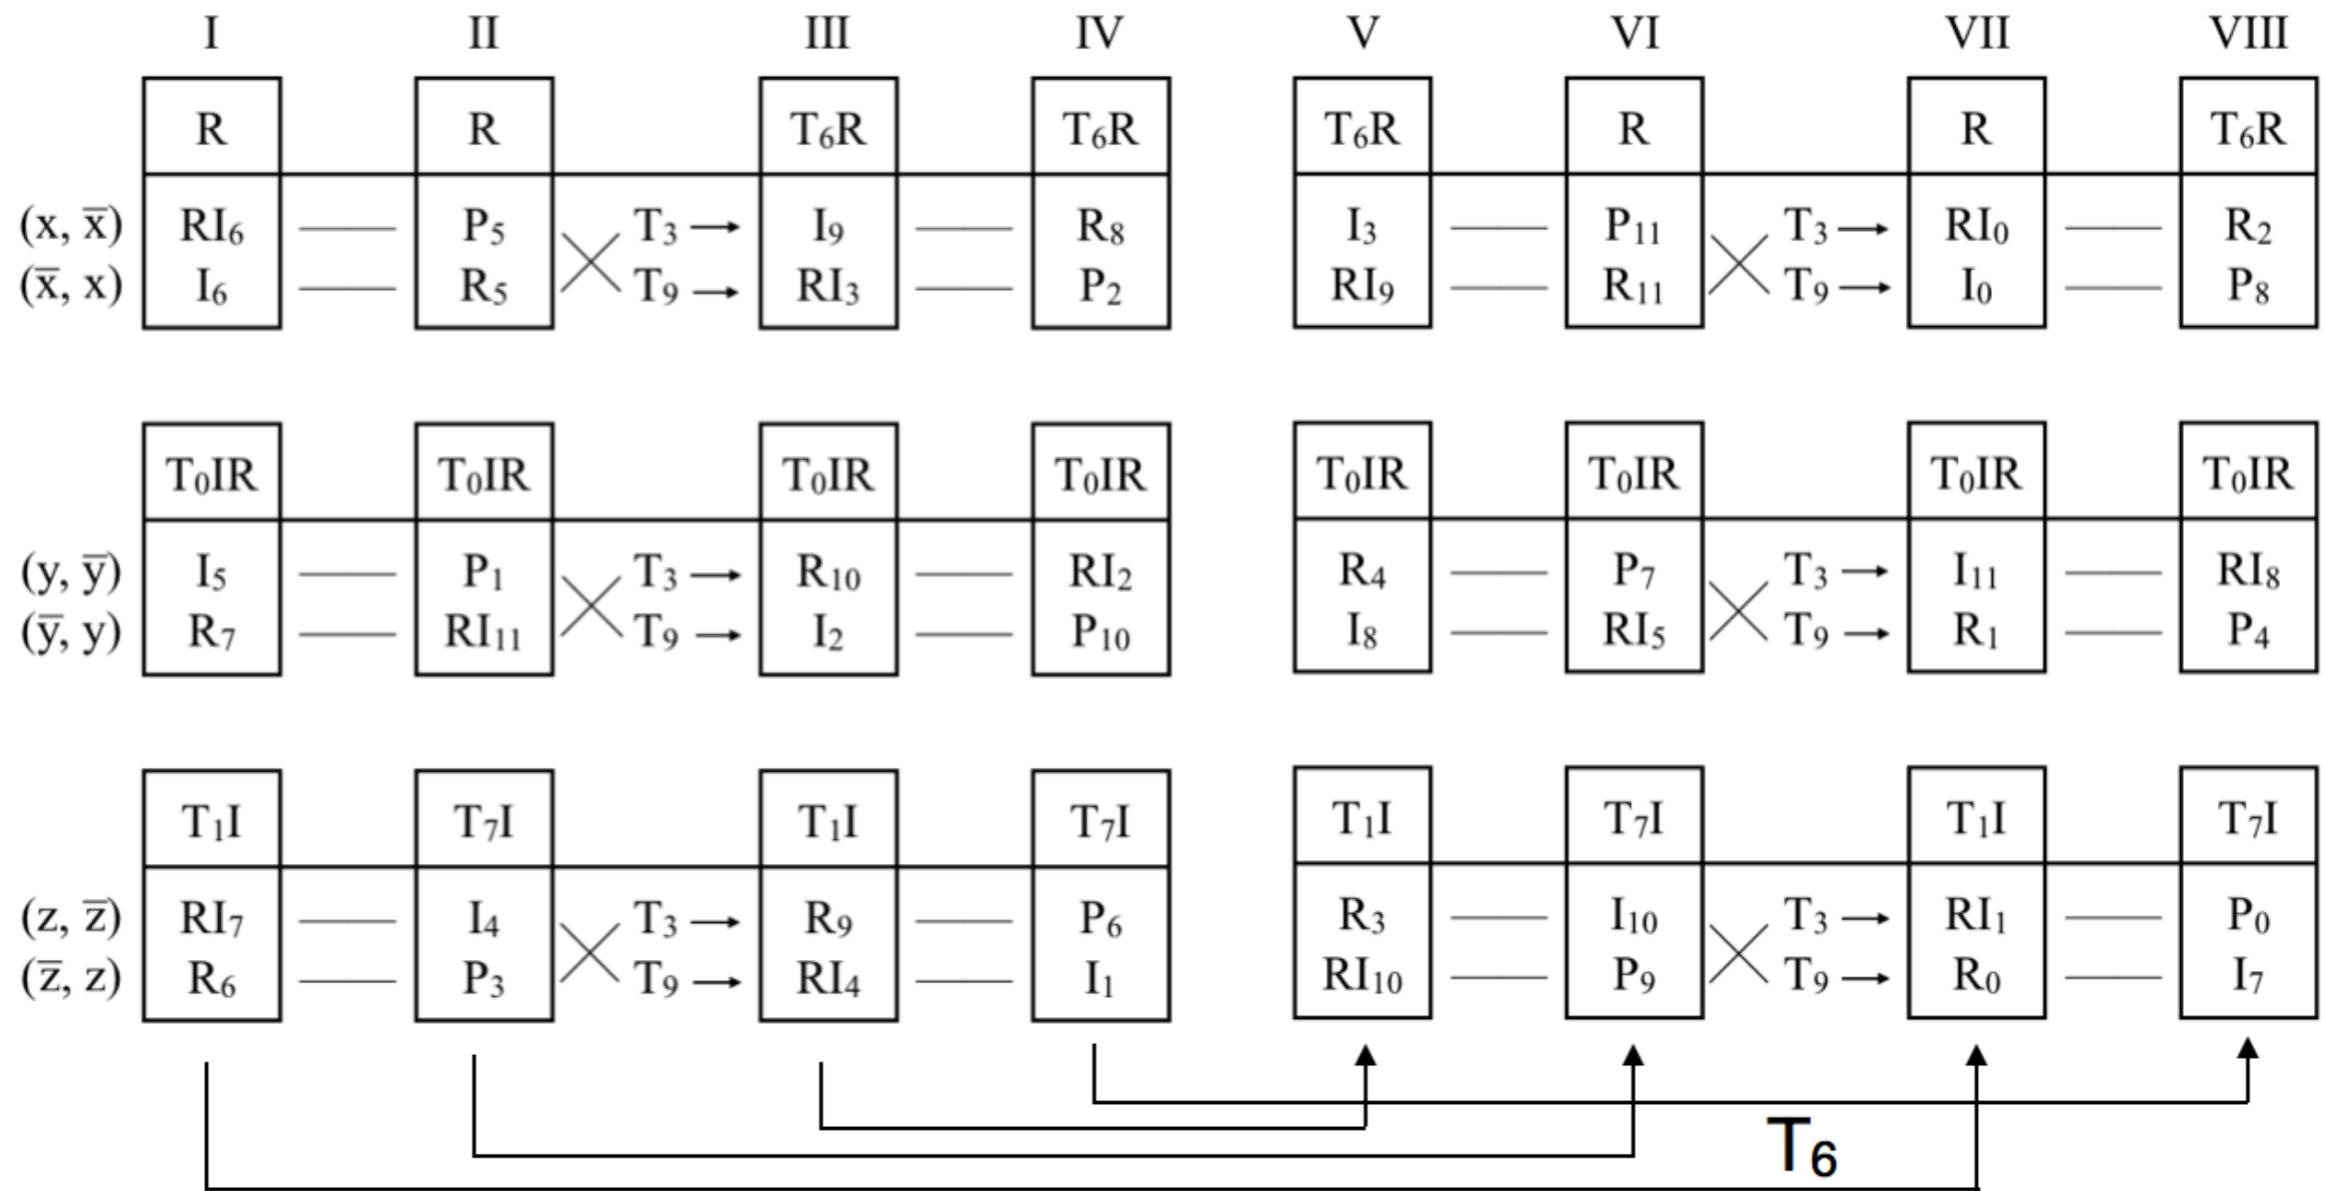 I II III IV V VI VII VIII
R R T₆R T₆R T₆R R R T₆R
(x, x̅) RI₆ P₅ T₃ I₉ R₈ I₃ P₁₁ T₃ RI₀ R₂
(x̅, x) I₆ R₅ T₉ RI₃ P₂ RI₉ R₁₁ T₉ I₀ P₈
T₀IR T₀IR T₀IR T₀IR T₀IR T₀IR T₀IR T₀IR
(y, y̅) I₅ P₁ T₃ R₁₀ RI₂ R₄ P₇ T₃ I₁₁ RI₈
(y̅, y) R₇ RI₁₁ T₉ I₂ P₁₀ I₈ RI₅ T₉ R₁ P₄
T₁I T₇I T₁I T₇I T₁I T₇I T₁I T₇I
(z, z̅) RI₇ I₄ T₃ R₉ P₆ R₃ I₁₀ T₃ RI₁ P₀
(z̅, z) R₆ P₃ T₉ RI₄ I₁ RI₁₀ P₉ T₉ R₀ I₇
T₆